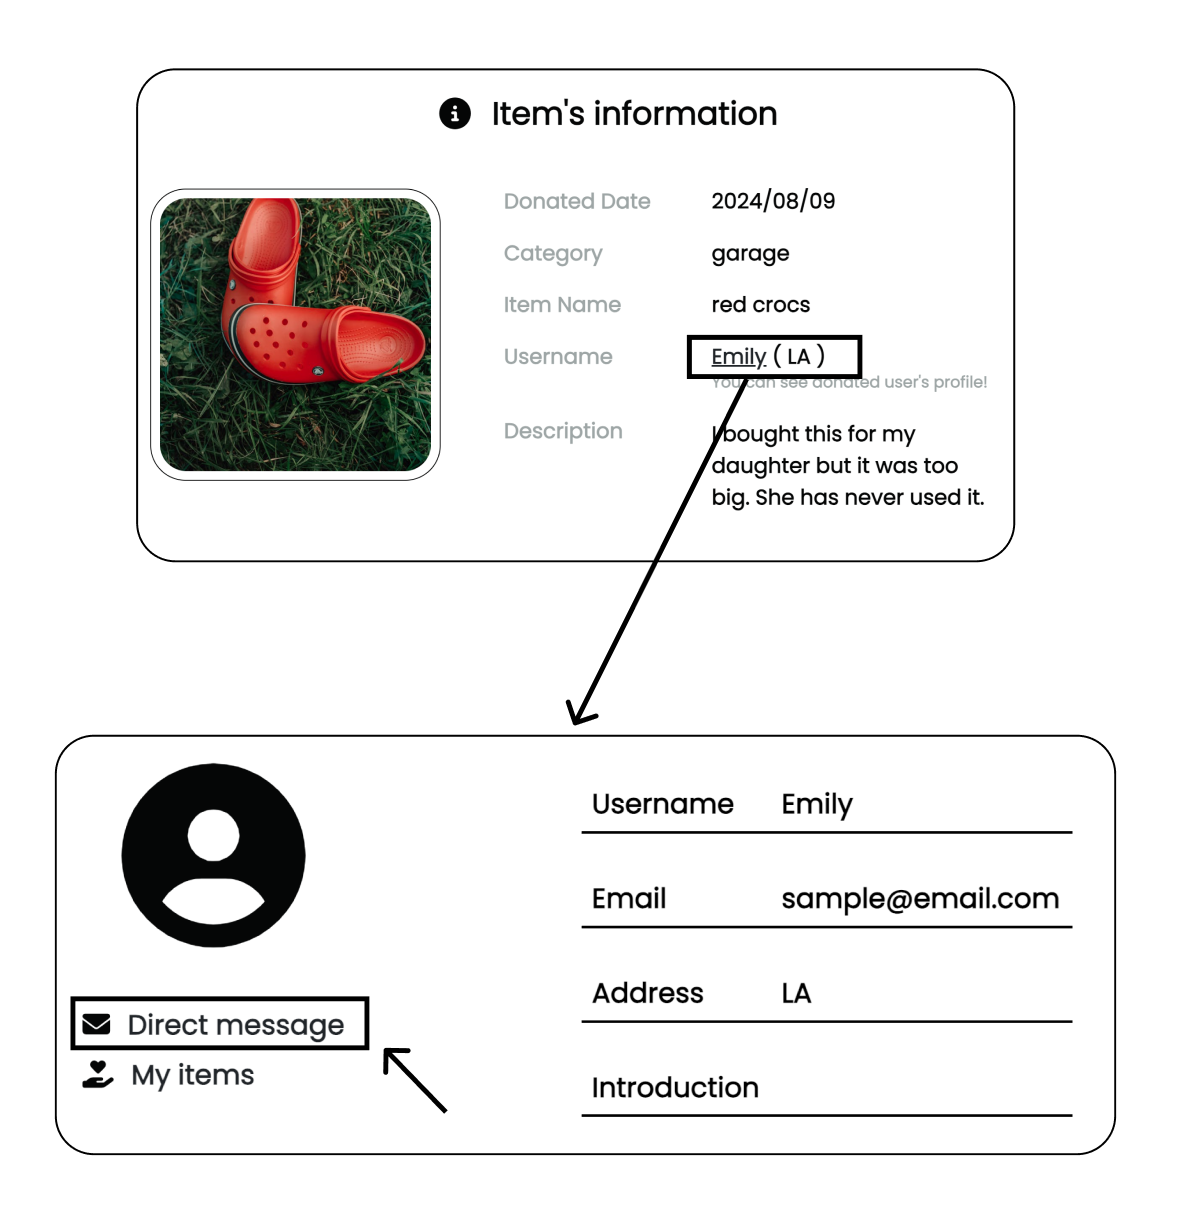 Item's information
Donated Date 2024/08/09
Category garage
Item Name red crocs
Username Emily ( LA )
You can see donated user's profile!
Description I bought this for my
daughter but it was too
big. She has never used it.
Username Emily
Email sample@email.com
Address LA
Introduction
Direct message
My items